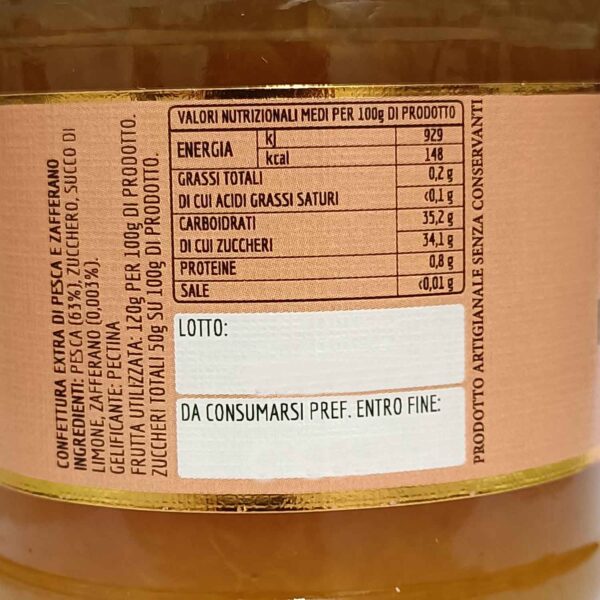 CONFETTURA EXTRA DI PESCA E ZAFFERANO
INGREDIENTI: PESCA (63%), ZUCCHERO, SUCCO DI
LIMONE, ZAFFERANO (0,003%).
GELIFICANTE: PECTINA
FRUTTA UTILIZZATA: 120g PER 100g DI PRODOTTO.
ZUCCHERI TOTALI 50g SU 100g DI PRODOTTO.
VALORI NUTRIZIONALI MEDI PER 100g DI PRODOTTO
ENERGIA kJ 929
kcal 148
GRASSI TOTALI 0,2 g
DI CUI ACIDI GRASSI SATURI <0,1 g
CARBOIDRATI 35,2 g
DI CUI ZUCCHERI 34,1 g
PROTEINE 0,8 g
SALE <0,01 g
LOTTO:
DA CONSUMARSI PREF. ENTRO FINE:
PRODOTTO ARTIGIANALE SENZA CONSERVANTI